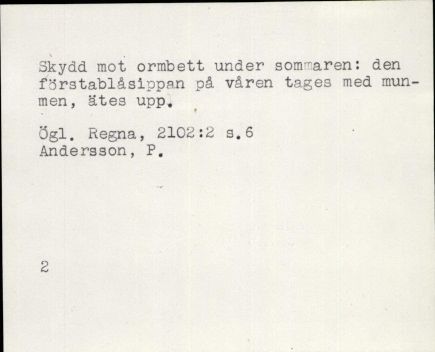 Skydd mot ormbett under sommaren: den
förstablåsippan på våren tages med mun-
men, ätes upp.
Ögl. Regna, 2102:2 s.6
Andersson, P.
2